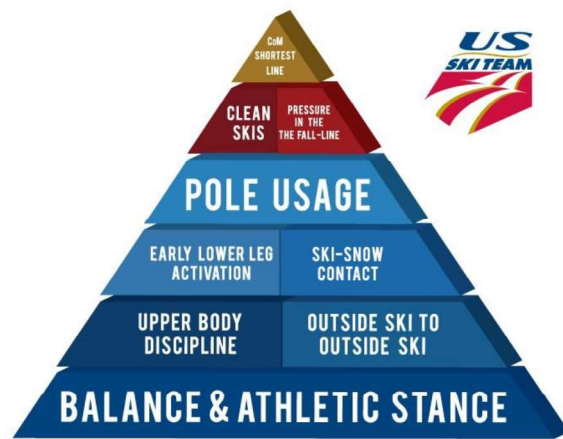 CoM
SHORTEST
LINE
US
SKI TEAM
CLEAN
SKIS
PRESSURE
IN THE
THE FALL-LINE
POLE USAGE
EARLY LOWER LEG
ACTIVATION
SKI-SNOW
CONTACT
UPPER BODY
DISCIPLINE
OUTSIDE SKI TO
OUTSIDE SKI
BALANCE & ATHLETIC STANCE